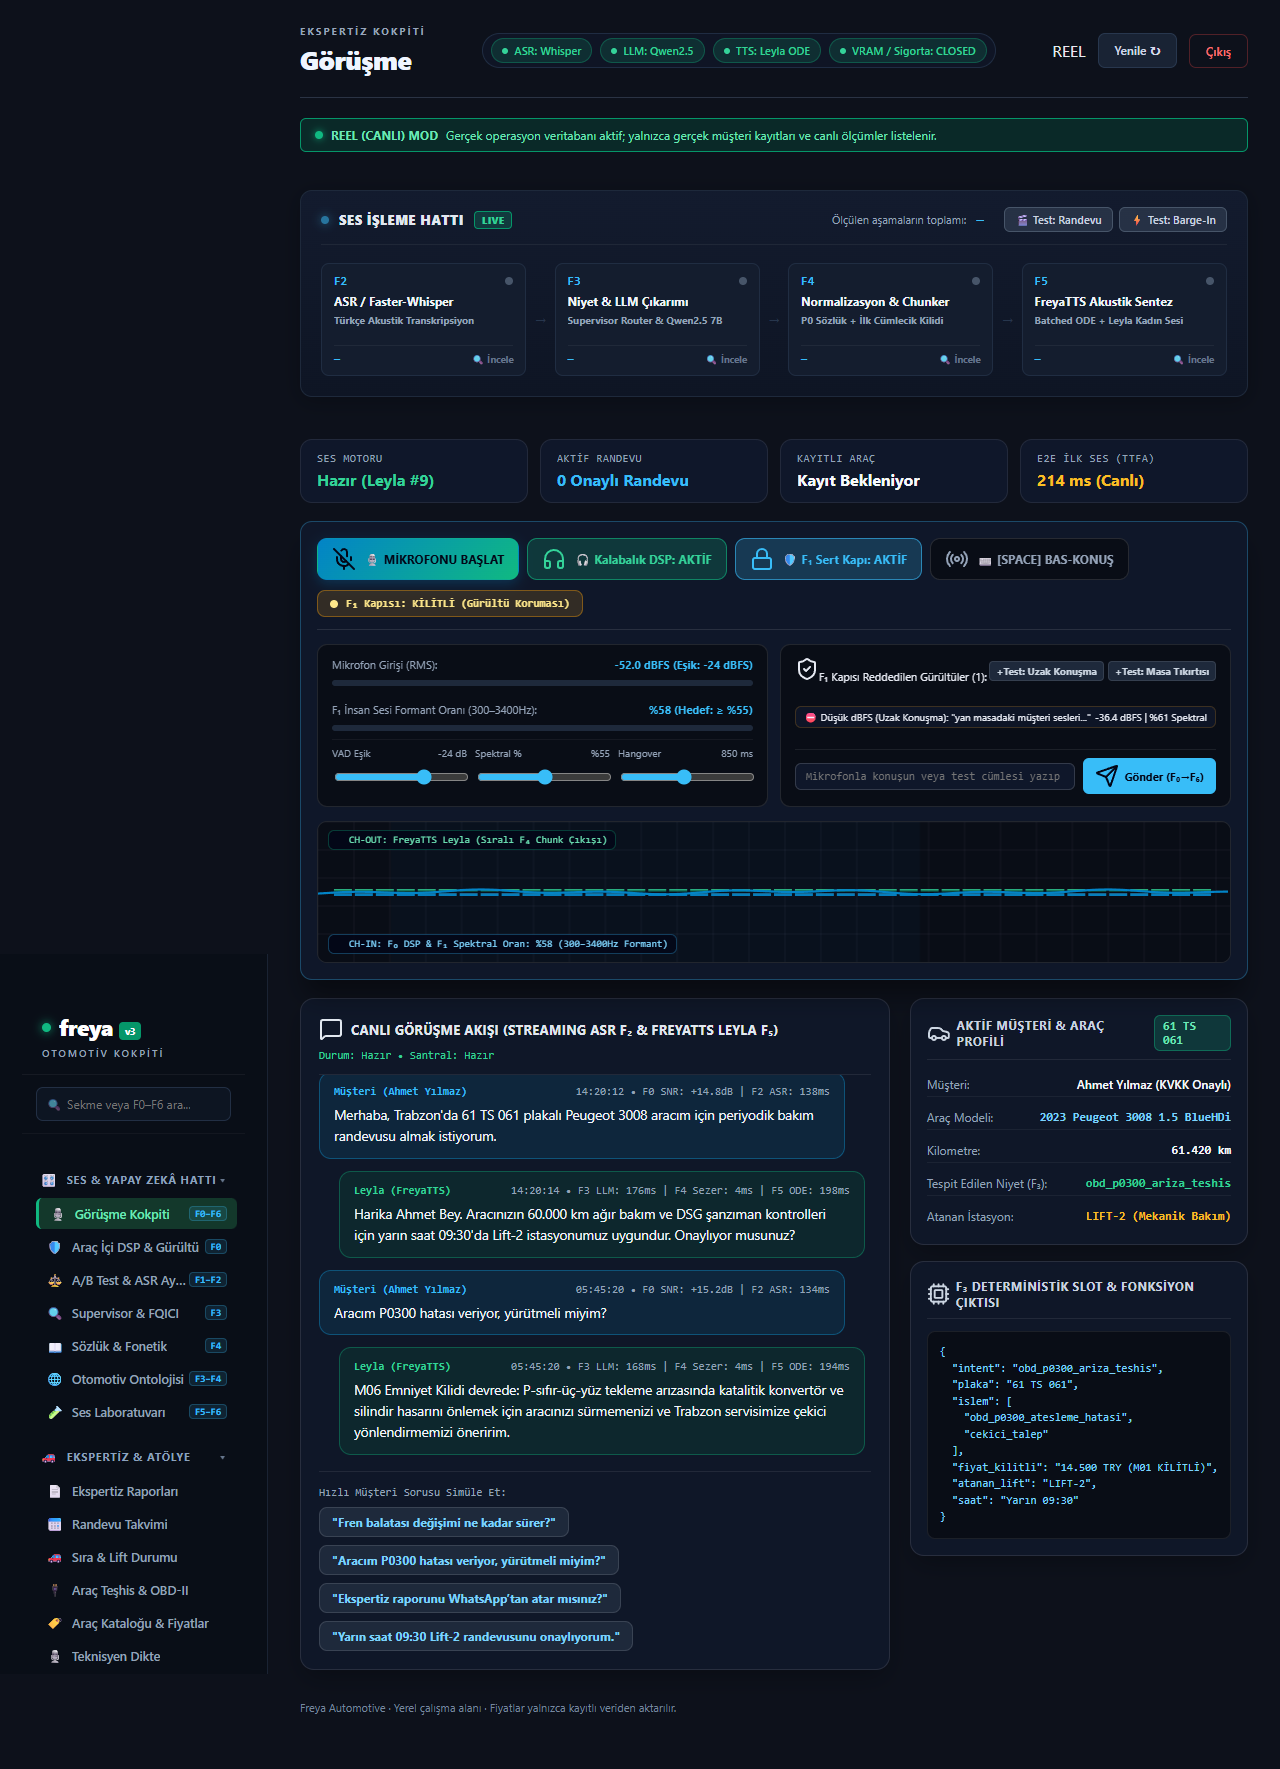 EKSPERTİZ KOKPİTİ
Görüşme
ASR: Whisper
LLM: Qwen2.5
TTS: Leyla ODE
VRAM / Sigorta: CLOSED
REEL
Yenile ↻
Çıkış
REEL (CANLI) MOD Gerçek operasyon veritabanı aktif; yalnızca gerçek müşteri kayıtları ve canlı ölçümler listelenir.
SES İŞLEME HATTI LIVE
Ölçülen aşamaların toplamı: —
Test: Randevu
Test: Barge-In
F2
ASR / Faster-Whisper
Türkçe Akustik Transkripsiyon
— İncele
→
F3
Niyet & LLM Çıkarımı
Supervisor Router & Qwen2.5 7B
— İncele
→
F4
Normalizasyon & Chunker
P0 Sözlük + İlk Cümlecik Kilidi
— İncele
→
F5
FreyaTTS Akustik Sentez
Batched ODE + Leyla Kadın Sesi
— İncele
SES MOTORU
Hazır (Leyla #9)
AKTİF RANDEVU
0 Onaylı Randevu
KAYITLI ARAÇ
Kayıt Bekleniyor
E2E İLK SES (TTFA)
214 ms (Canlı)
MİKROFONU BAŞLAT
Kalabalık DSP: AKTİF
F₁ Sert Kapı: AKTİF
[SPACE] BAS-KONUŞ
F₁ Kapısı: KİLİTLİ (Gürültü Koruması)
Mikrofon Girişi (RMS): -52.0 dBFS (Eşik: -24 dBFS)
F₁ İnsan Sesi Formant Oranı (300–3400Hz): %58 (Hedef: ≥ %55)
VAD Eşik -24 dB
Spektral % %55
Hangover 850 ms
F₁ Kapısı Reddedilen Gürültüler (1):
+Test: Uzak Konuşma
+Test: Masa Tıkırtısı
Düşük dBFS (Uzak Konuşma): "yan masadaki müşteri sesleri..." -36.4 dBFS | %61 Spektral
Mikrofonla konuşun veya test cümlesi yazıp
Gönder (F₀→F₆)
CH-OUT: FreyaTTS Leyla (Sıralı F₄ Chunk Çıkışı)
CH-IN: F₀ DSP & F₁ Spektral Oran: %58 (300–3400Hz Formant)
freya v3
OTOMOTİV KOKPİTİ
Sekme veya F0–F6 ara...
SES & YAPAY ZEKÂ HATTI ▾
Görüşme Kokpiti F0–F6
Araç İçi DSP & Gürültü F0
A/B Test & ASR Ay... F1–F2
Supervisor & FQICI F3
Sözlük & Fonetik F4
Otomotiv Ontolojisi F3–F4
Ses Laboratuvarı F5–F6
EKSPERTİZ & ATÖLYE ▾
Ekspertiz Raporları
Randevu Takvimi
Sıra & Lift Durumu
Araç Teşhis & OBD-II
Araç Kataloğu & Fiyatlar
Teknisyen Dikte
CANLI GÖRÜŞME AKIŞI (STREAMING ASR F₂ & FREYATTS LEYLA F₅)
Durum: Hazır • Santral: Hazır
Müşteri (Ahmet Yılmaz) 14:20:12 • F0 SNR: +14.8dB | F2 ASR: 138ms
Merhaba, Trabzon'da 61 TS 061 plakalı Peugeot 3008 aracım için periyodik bakım
randevusu almak istiyorum.
Leyla (FreyaTTS) 14:20:14 • F3 LLM: 176ms | F4 Sezer: 4ms | F5 ODE: 198ms
Harika Ahmet Bey. Aracınızın 60.000 km ağır bakım ve DSG şanzıman kontrolleri
için yarın saat 09:30'da Lift-2 istasyonumuz uygundur. Onaylıyor musunuz?
Müşteri (Ahmet Yılmaz) 05:45:20 • F0 SNR: +15.2dB | F2 ASR: 134ms
Aracım P0300 hatası veriyor, yürütmeli miyim?
Leyla (FreyaTTS) 05:45:20 • F3 LLM: 168ms | F4 Sezer: 4ms | F5 ODE: 194ms
M06 Emniyet Kilidi devrede: P-sıfır-üç-yüz tekleme arızasında katalitik konvertör ve
silindir hasarını önlemek için aracınızı sürmemenizi ve Trabzon servisimize çekici
yönlendirmemizi öneririm.
Hızlı Müşteri Sorusu Simüle Et:
"Fren balatası değişimi ne kadar sürer?"
"Aracım P0300 hatası veriyor, yürütmeli miyim?"
"Ekspertiz raporunu WhatsApp'tan atar mısınız?"
"Yarın saat 09:30 Lift-2 randevusunu onaylıyorum."
AKTİF MÜŞTERİ & ARAÇ
PROFİLİ
61 TS
061
Müşteri: Ahmet Yılmaz (KVKK Onaylı)
Araç Modeli: 2023 Peugeot 3008 1.5 BlueHDi
Kilometre: 61.420 km
Tespit Edilen Niyet (F₃): obd_p0300_ariza_teshis
Atanan İstasyon: LIFT-2 (Mekanik Bakım)
F₃ DETERMİNİSTİK SLOT & FONKSİYON
ÇIKTISI
{
"intent": "obd_p0300_ariza_teshis",
"plaka": "61 TS 061",
"islem": [
"obd_p0300_atesleme_hatasi",
"cekici_talep"
],
"fiyat_kilitli": "14.500 TRY (M01 KİLİTLİ)",
"atanan_lift": "LIFT-2",
"saat": "Yarın 09:30"
}
Freya Automotive · Yerel çalışma alanı · Fiyatlar yalnızca kayıtlı veriden aktarılır.